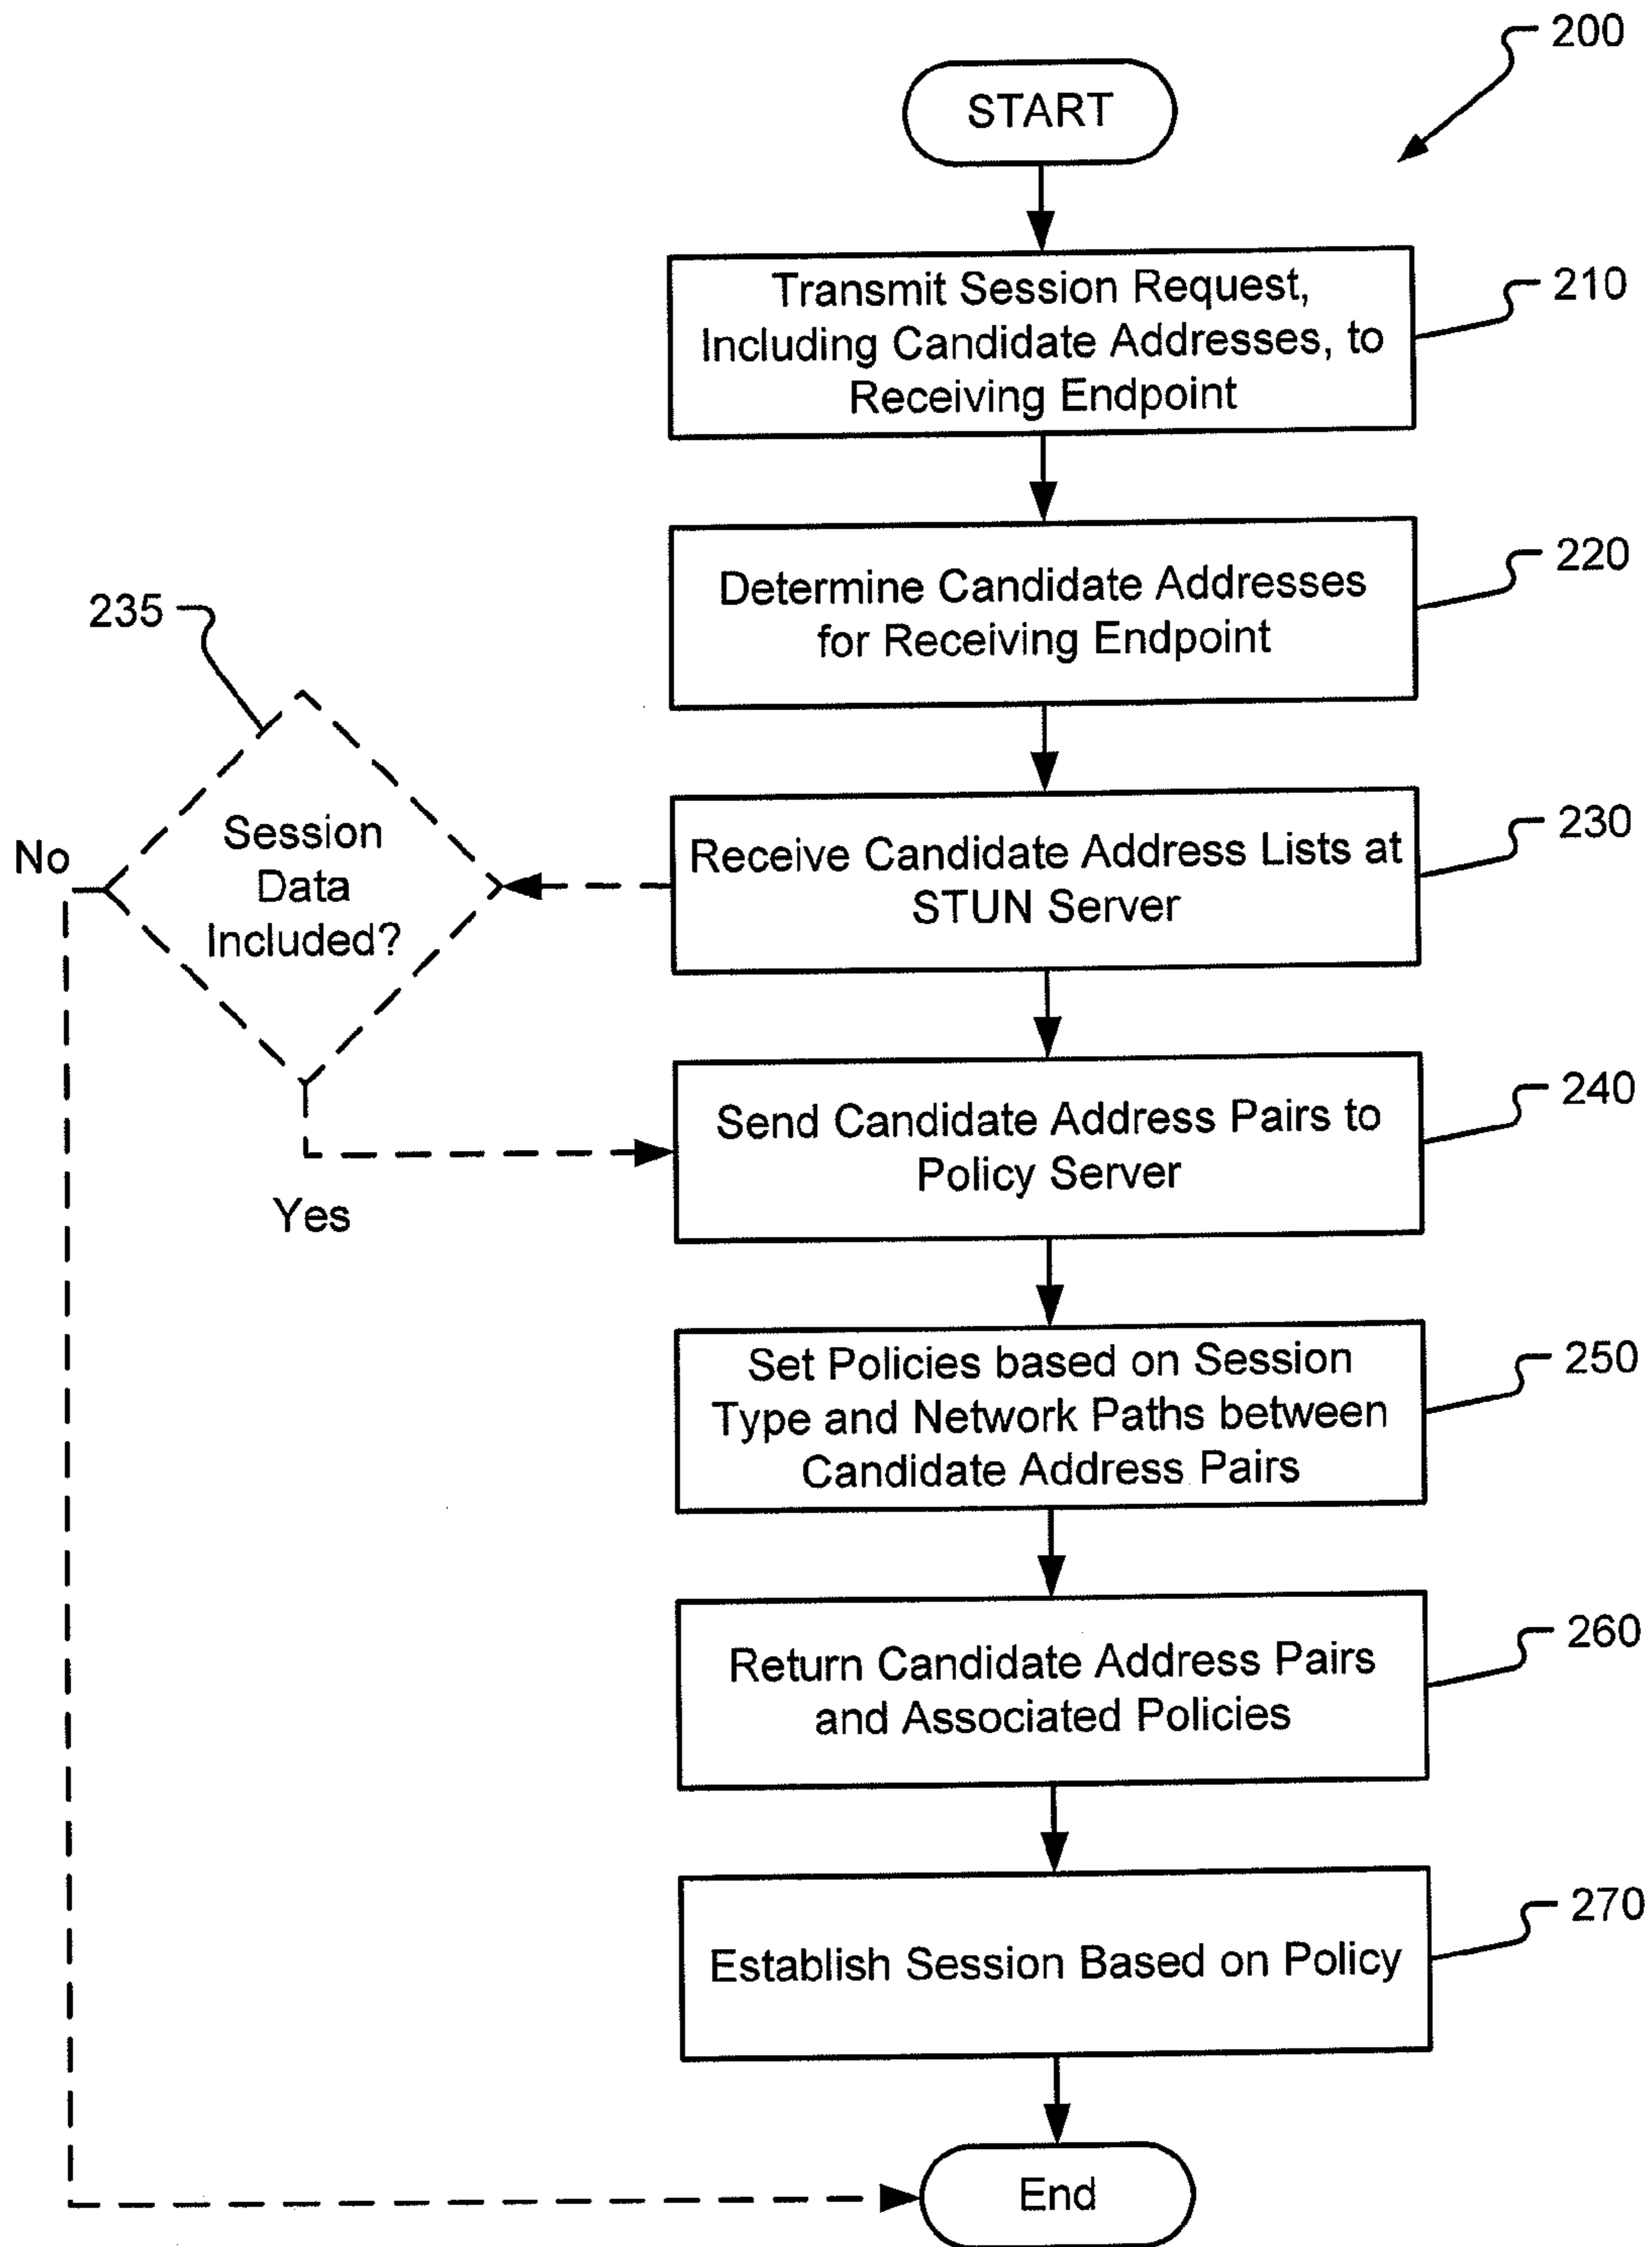 200
START
Transmit Session Request,
Including Candidate Addresses, to
Receiving Endpoint
210
Determine Candidate Addresses
for Receiving Endpoint
220
235
Session
Data
Included?
No
Yes
Receive Candidate Address Lists at
STUN Server
230
Send Candidate Address Pairs to
Policy Server
240
Set Policies based on Session
Type and Network Paths between
Candidate Address Pairs
250
Return Candidate Address Pairs
and Associated Policies
260
Establish Session Based on Policy
270
End